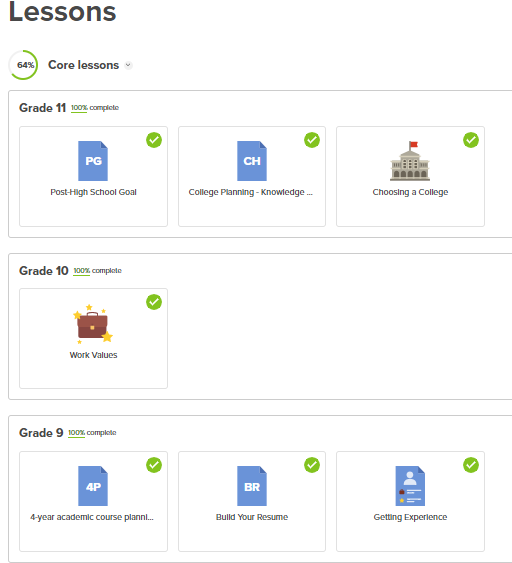 Lessons
64% Core lessons
Grade 11 100% complete
PG CH
Post-High School Goal College Planning - Knowledge ... Choosing a College
Grade 10 100% complete
Work Values
Grade 9 100% complete
4P BR
4-year academic course planni... Build Your Resume Getting Experience